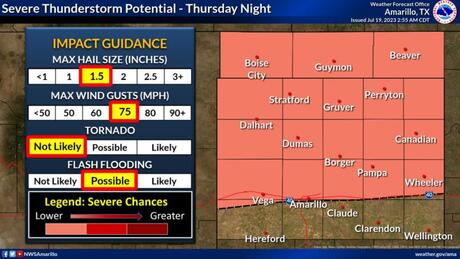 Severe Thunderstorm Potential - Thursday Night
Weather Forecast Office
Amarillo, TX
Issued Jul 19, 2023 2:55 AM CDT
IMPACT GUIDANCE
MAX HAIL SIZE (INCHES)
<1 1 1.5 2 2.5 3+
MAX WIND GUSTS (MPH)
<50 50 60 75 80 90+
TORNADO
Not Likely Possible Likely
FLASH FLOODING
Not Likely Possible Likely
Legend: Severe Chances
Lower Greater
Boise City
Guymon
Beaver
Stratford
Gruver
Perryton
Dalhart
Dumas
Canadian
Borger
Pampa
Wheeler
Vega
40
Amarillo
40
Claude
Hereford
Clarendon
Wellington
NWSAmarillo
weather.gov/ama